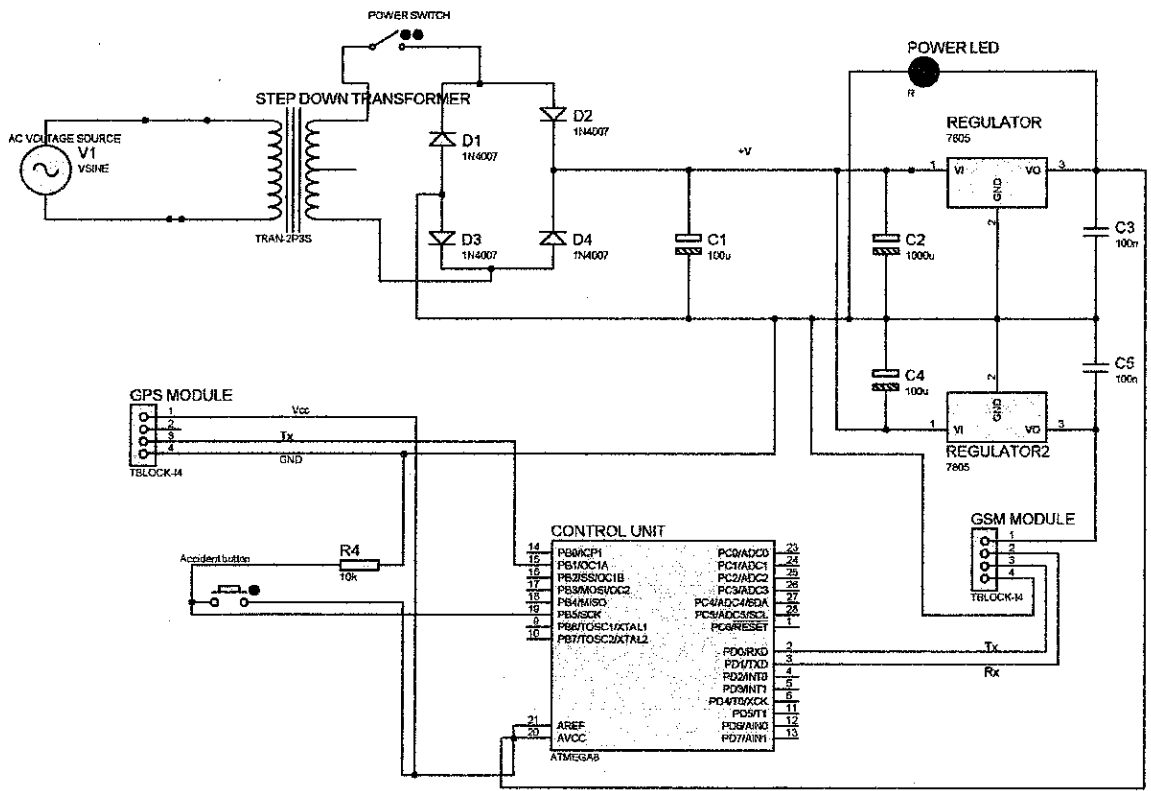 POWER SWITCH
POWER LED
R
STEP DOWN TRANSFORMER
AC VOLTAGE SOURCE
V1
VSINE
TRAN-2P3S
D1
1N4007
D2
1N4007
D3
1N4007
D4
1N4007
+V
C1
100u
C2
1000u
REGULATOR
7805
1 VI VO 3
GND
2
C3
100n
C4
100u
C5
100n
2
GND
1 VI VO 3
REGULATOR2
7805
GPS MODULE
1 Vcc
2
3 Tx
4 GND
TBLOCK-I4
GSM MODULE
1
2
3
4
TBLOCK-I4
Accident button
R4
10k
CONTROL UNIT
14 PB0/ICP1 PC0/ADC0 23
15 PB1/OC1A PC1/ADC1 24
16 PB2/SS/OC1B PC2/ADC2 25
17 PB3/MOSI/OC2 PC3/ADC3 26
18 PB4/MISO PC4/ADC4/SDA 27
19 PB5/SCK PC5/ADC5/SCL 28
9 PB6/TOSC1/XTAL1 PC6/RESET 1
10 PB7/TOSC2/XTAL2
PD0/RXD 2 Tx
PD1/TXD 3 Rx
PD2/INT0 4
PD3/INT1 5
PD4/T0/XCK 6
PD5/T1 11
21 AREF PD6/AIN0 12
20 AVCC PD7/AIN1 13
ATMEGA8